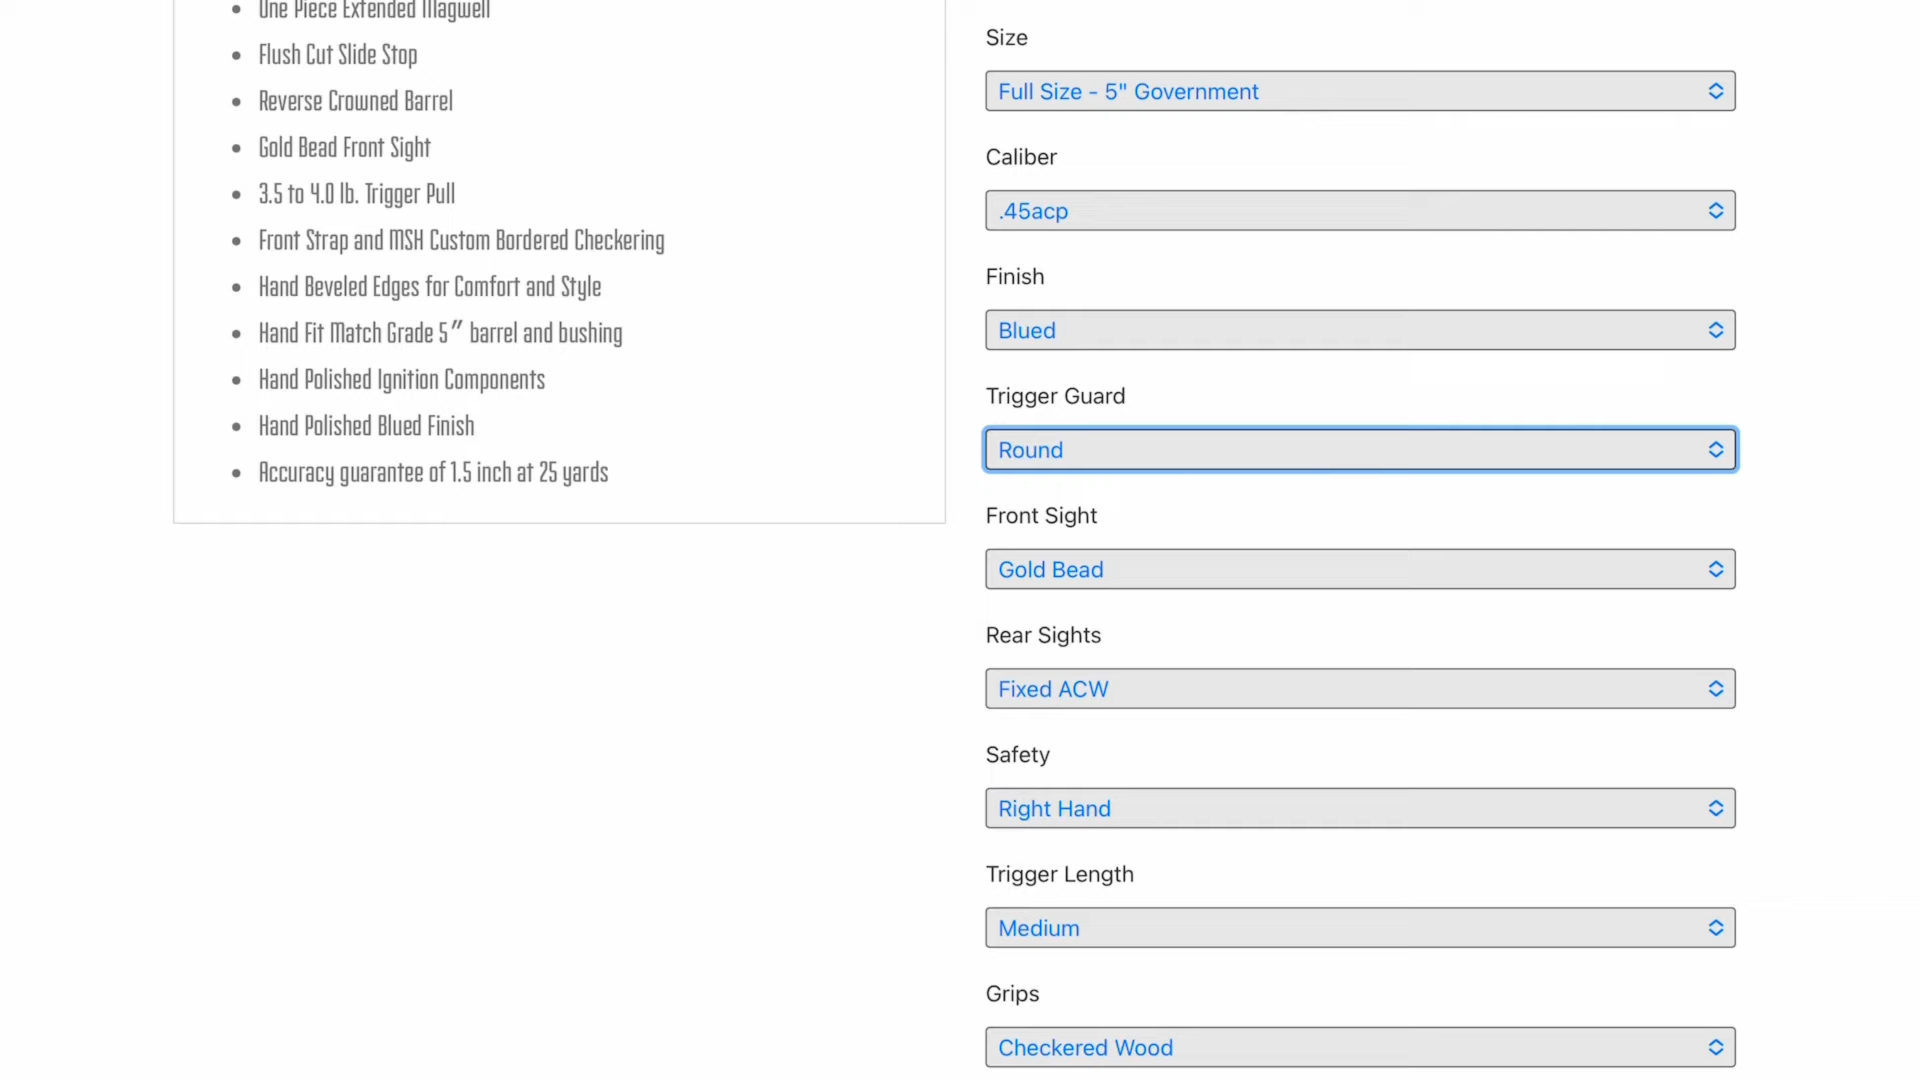 One Piece Extended Magwell
Flush Cut Slide Stop
Reverse Crowned Barrel
Gold Bead Front Sight
3.5 to 4.0 lb. Trigger Pull
Front Strap and MSH Custom Bordered Checkering
Hand Beveled Edges for Comfort and Style
Hand Fit Match Grade 5″ barrel and bushing
Hand Polished Ignition Components
Hand Polished Blued Finish
Accuracy guarantee of 1.5 inch at 25 yards
Size
Full Size - 5" Government
Caliber
.45acp
Finish
Blued
Trigger Guard
Round
Front Sight
Gold Bead
Rear Sights
Fixed ACW
Safety
Right Hand
Trigger Length
Medium
Grips
Checkered Wood